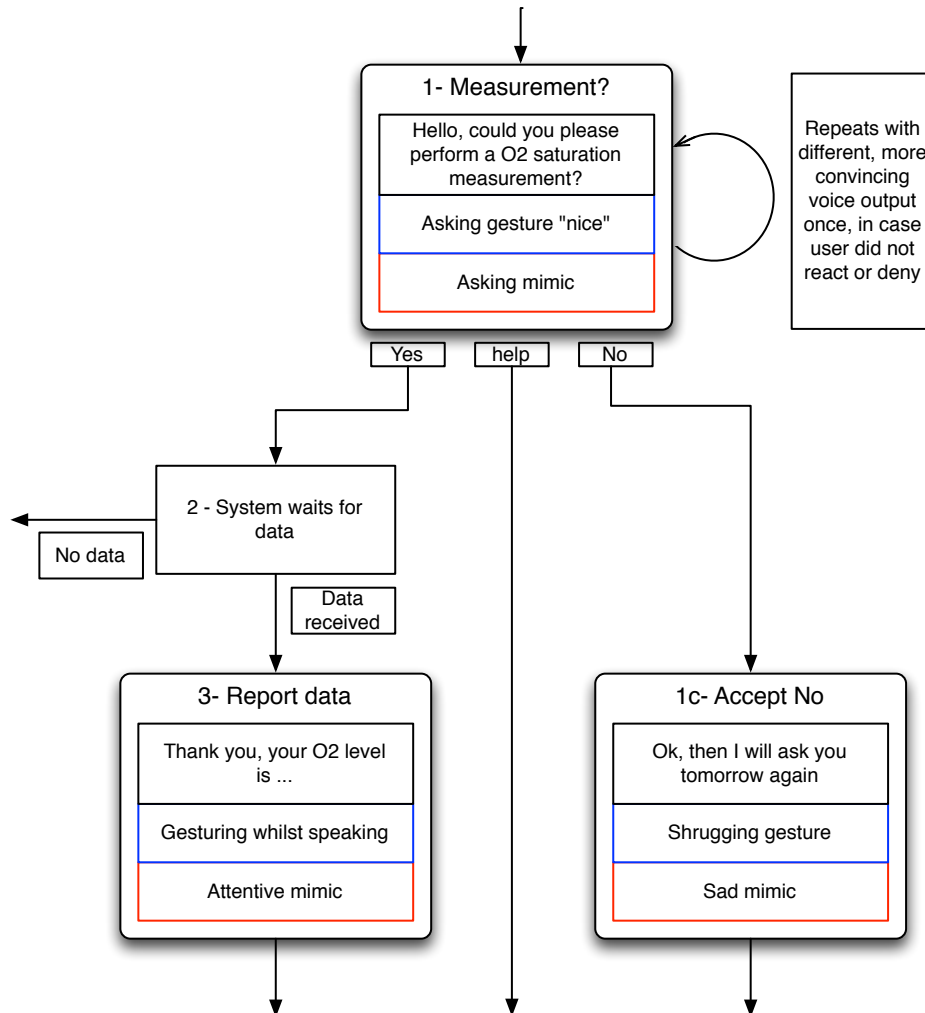 1- Measurement?
Hello, could you please
perform a O2 saturation
measurement?
Asking gesture "nice"
Asking mimic
Repeats with
different, more
convincing
voice output
once, in case
user did not
react or deny
Yes
help
No
2 - System waits for
data
No data
Data
received
3- Report data
Thank you, your O2 level
is ...
Gesturing whilst speaking
Attentive mimic
1c- Accept No
Ok, then I will ask you
tomorrow again
Shrugging gesture
Sad mimic